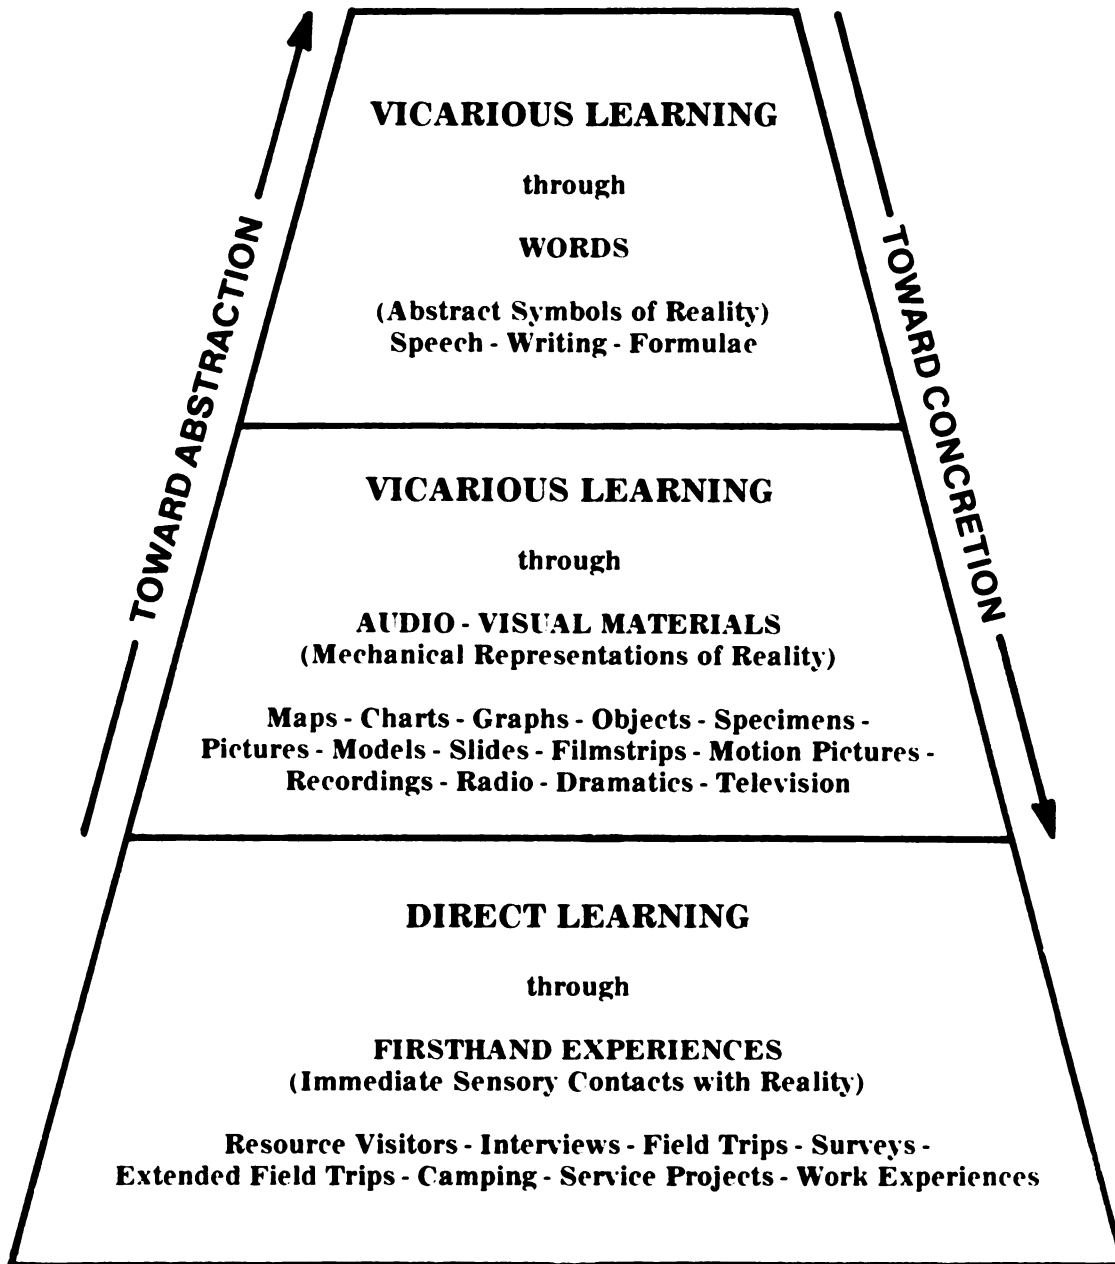 VICARIOUS LEARNING
through
WORDS
(Abstract Symbols of Reality)
Speech - Writing - Formulae
TOWARD ABSTRACTION
TOWARD CONCRETION
VICARIOUS LEARNING
through
AUDIO - VISUAL MATERIALS
(Mechanical Representations of Reality)
Maps - Charts - Graphs - Objects - Specimens -
Pictures - Models - Slides - Filmstrips - Motion Pictures -
Recordings - Radio - Dramatics - Television
DIRECT LEARNING
through
FIRSTHAND EXPERIENCES
(Immediate Sensory Contacts with Reality)
Resource Visitors - Interviews - Field Trips - Surveys -
Extended Field Trips - Camping - Service Projects - Work Experiences